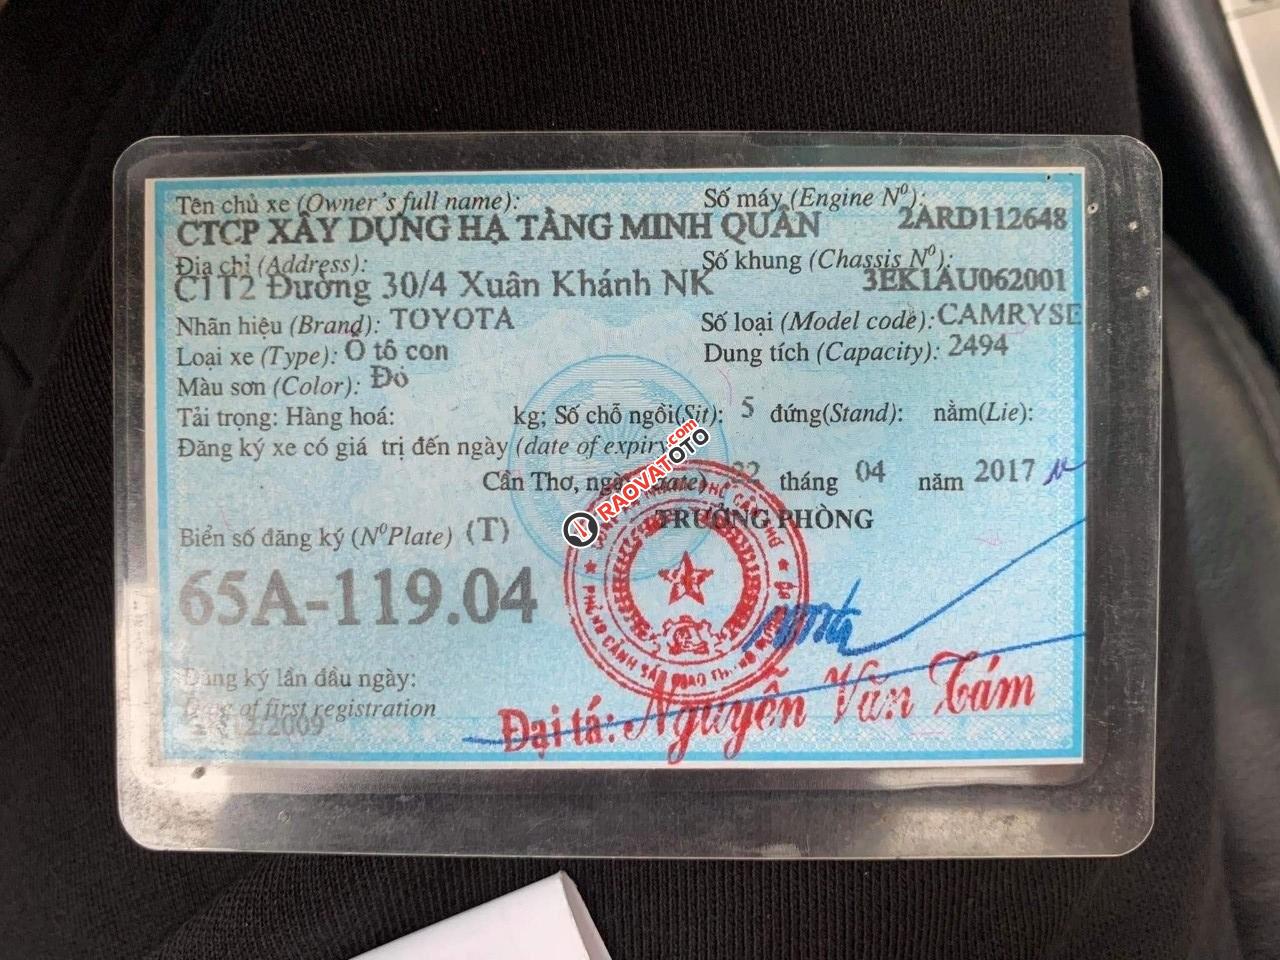 Tên chủ xe (Owner's full name):
CTCP XÂY DỰNG HẠ TẦNG MINH QUÂN
Số máy (Engine Nº):
2ARD112648
Địa chỉ (Address):
C1T2 Đường 30/4 Xuân Khánh NK
Số khung (Chassis Nº):
3EK1AU062001
Nhãn hiệu (Brand): TOYOTA
Số loại (Model code): CAMRYSE
Loại xe (Type): Ô tô con
Dung tích (Capacity): 2494
Màu sơn (Color): Đỏ
Tải trọng: Hàng hoá: kg; Số chỗ ngồi(Sit): 5 đứng(Stand): nằm(Lie):
Đăng ký xe có giá trị đến ngày (date of expiry
Cần Thơ, tháng 04 năm 2017
TRƯỞNG PHÒNG
Biển số đăng ký (NºPlate) (T)
65A-119.04
Đăng ký lần đầu ngày:
Date of first registration
2009
Đại tá: Nguyễn Văn Tám
RAOVATOTO.com